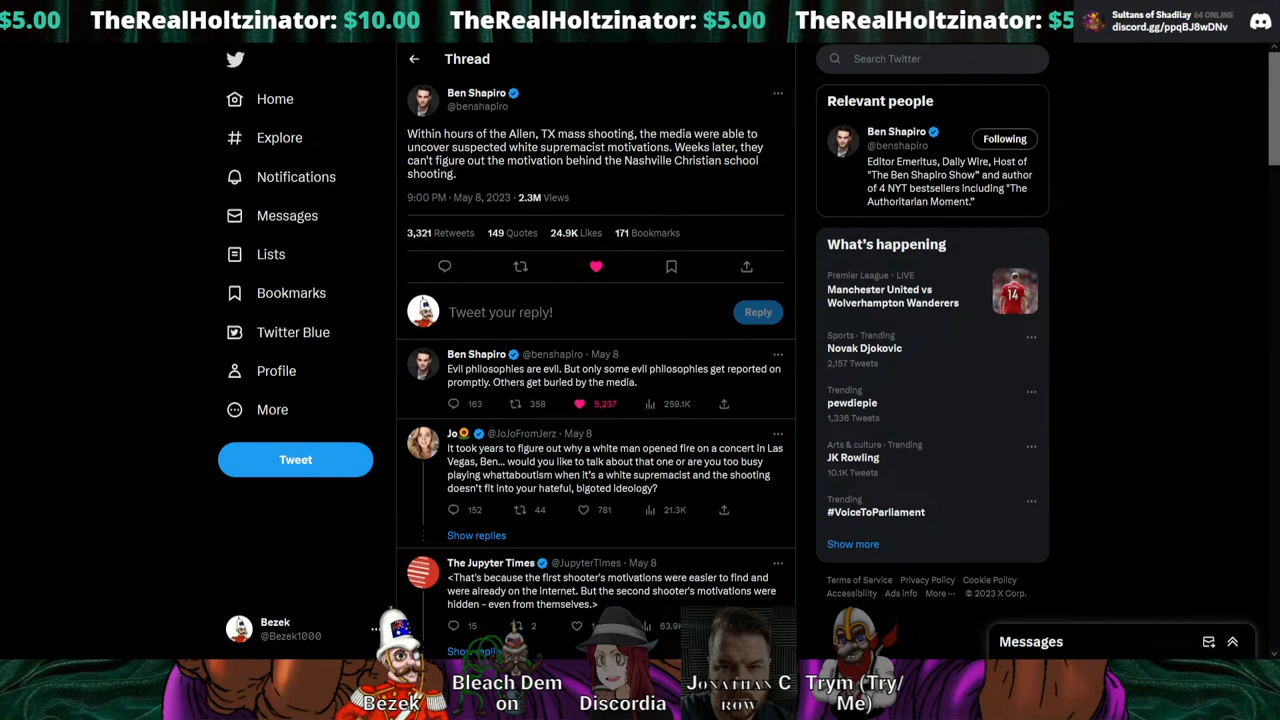 $5.00 TheRealHoltzinator: $10.00 TheRealHoltzinator: $5.00 TheRealHoltzinator: $5
Sultans of Shadilay 64 ONLINE
discord.gg/ppqBJ8wDNv
Home
Explore
Notifications
Messages
Lists
Bookmarks
Twitter Blue
Profile
More
Tweet
Bezek
@Bezek1000
Thread
Ben Shapiro
@benshapiro
Within hours of the Allen, TX mass shooting, the media were able to
uncover suspected white supremacist motivations. Weeks later, they
can't figure out the motivation behind the Nashville Christian school
shooting.
9:00 PM · May 8, 2023 · 2.3M Views
3,321 Retweets 149 Quotes 24.9K Likes 171 Bookmarks
Tweet your reply!
Reply
Ben Shapiro @benshapiro · May 8
Evil philosophies are evil. But only some evil philosophies get reported on
promptly. Others get buried by the media.
163 358 5,237 259.1K
Jo @JoJoFromJerz · May 8
It took years to figure out why a white man opened fire on a concert in Las
Vegas, Ben... would you like to talk about that one or are you too busy
playing whattaboutism when it's a white supremacist and the shooting
doesn't fit into your hateful, bigoted ideology?
152 44 781 21.3K
Show replies
The Jupyter Times @JupyterTimes · May 8
<That's because the first shooter's motivations were easier to find and
were already on the internet. But the second shooter's motivations were
hidden - even from themselves.>
15 2 63.9K
Search Twitter
Relevant people
Ben Shapiro
@benshapiro
Following
Editor Emeritus, Daily Wire, Host of
"The Ben Shapiro Show" and author
of 4 NYT bestsellers including "The
Authoritarian Moment."
What's happening
Premier League · LIVE
Manchester United vs
Wolverhampton Wanderers
Sports · Trending
Novak Djokovic
2,157 Tweets
Trending
pewdiepie
1,336 Tweets
Arts & culture · Trending
JK Rowling
10.1K Tweets
Trending
#VoiceToParliament
Show more
Terms of Service Privacy Policy Cookie Policy
Accessibility Ads info More ··· © 2023 X Corp.
Messages
Bezek
Bleach Dem
on
Discordia
Jonathan C
row
Trym (Try/
Me)